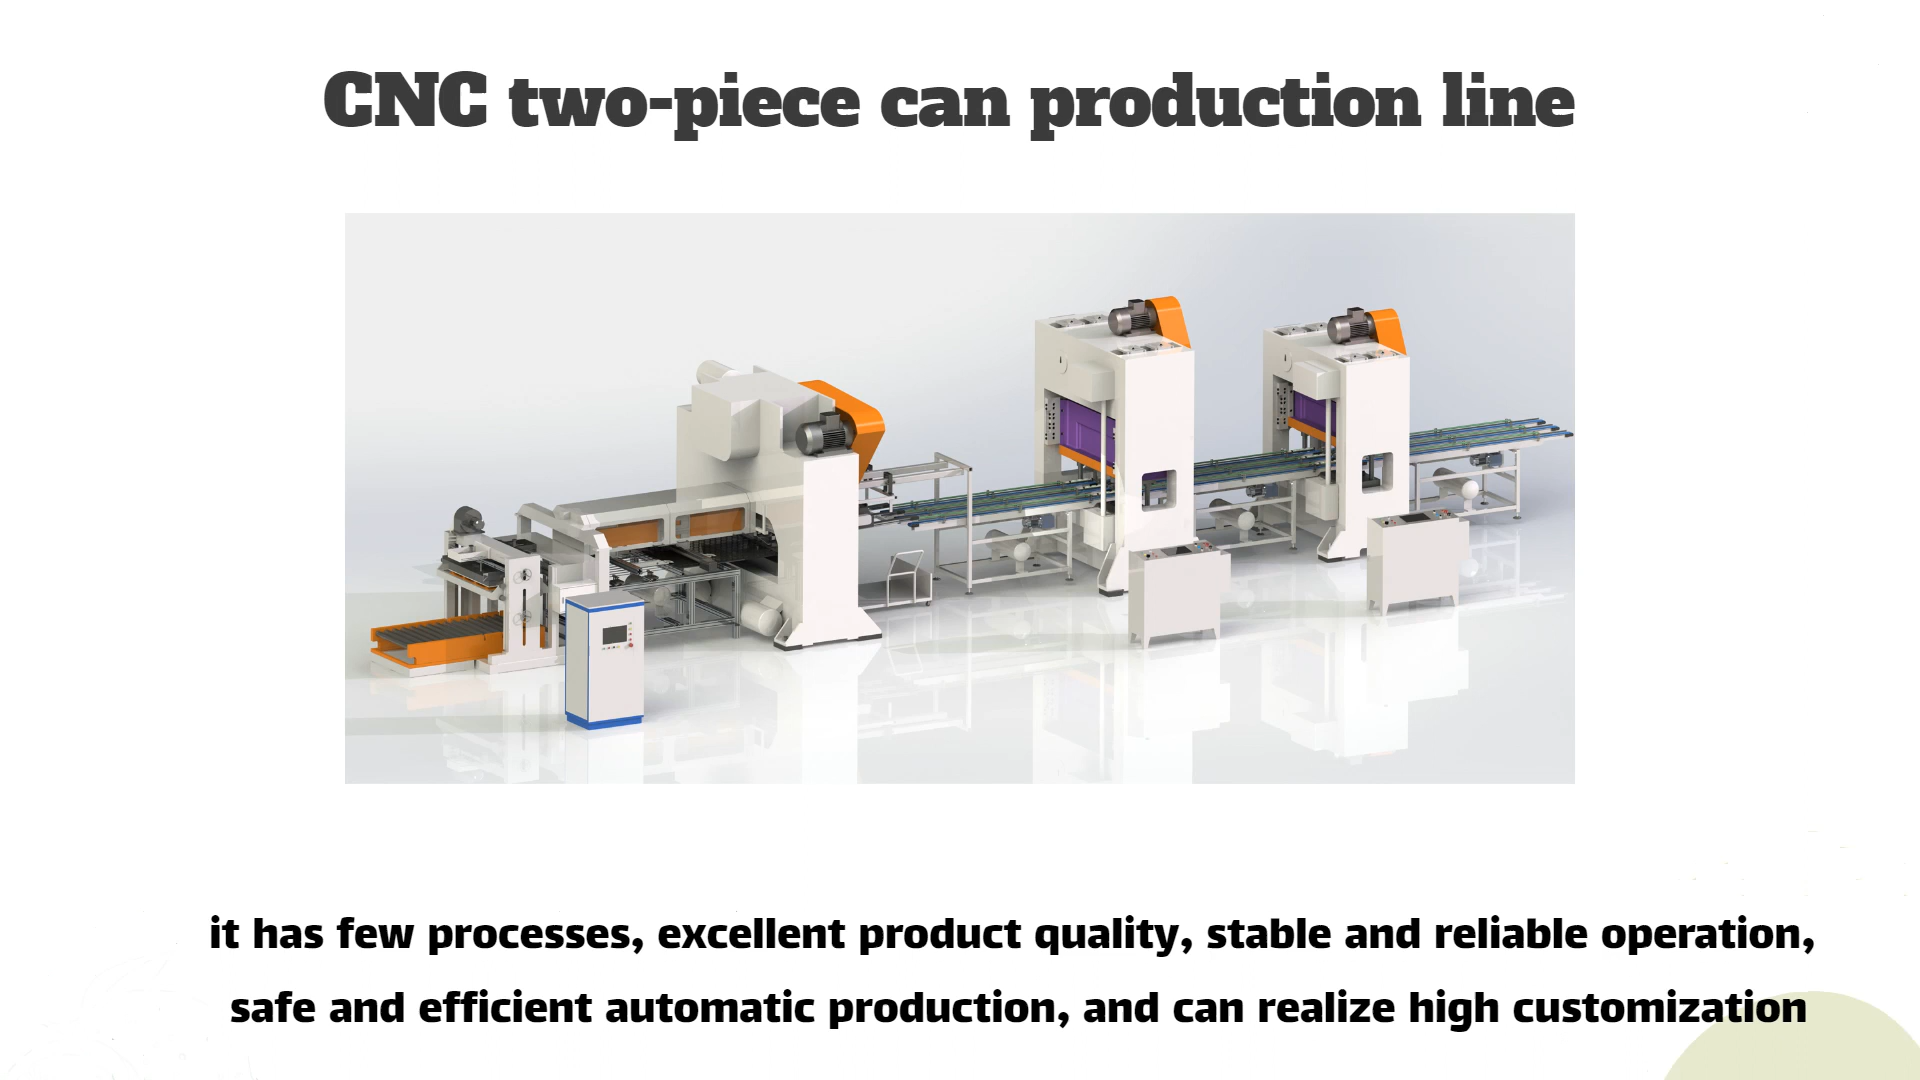 CNC two-piece can production line
it has few processes, excellent product quality, stable and reliable operation,
safe and efficient automatic production, and can realize high customization